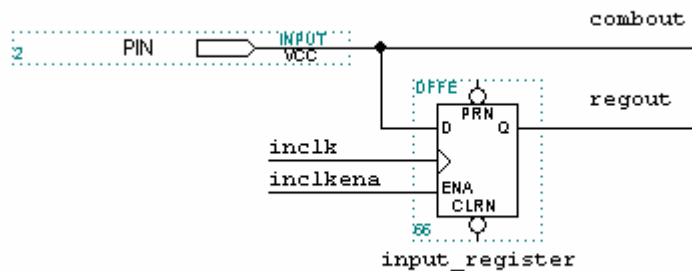 combout
PIN
INPUT
VCC
2
DFFE
regout
PRN
D
Q
inclk
inclkena
ENA
CLRN
66
input_register